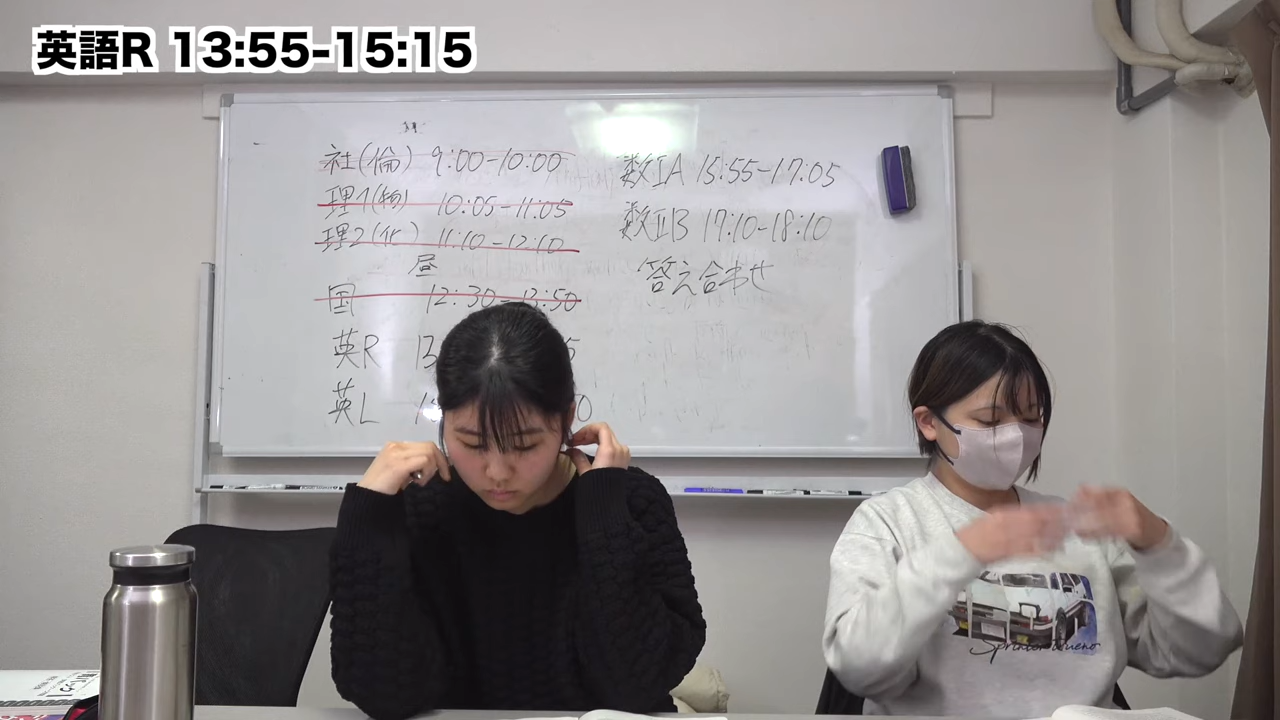 英語R 13:55-15:15
社(倫) 9:00-10:00
理1(物) 10:05-11:05
理2(化) 11:10-12:10
昼
国 12:30-13:50
英R 13
英L
数IA 15:55-17:05
数ⅡB 17:10-18:10
答え合わせ
Sprinter Trueno